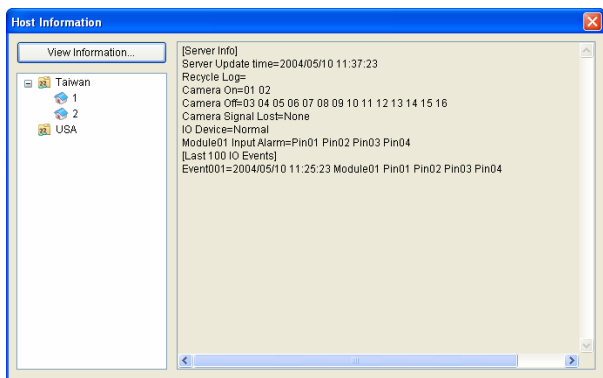 Host Information
View Information...
Taiwan
1
2
USA
[Server Info]
Server Update time=2004/05/10 11:37:23
Recycle Log=
Camera On=01 02
Camera Off=03 04 05 06 07 08 09 10 11 12 13 14 15 16
Camera Signal Lost=None
IO Device=Normal
Module01 Input Alarm=Pin01 Pin02 Pin03 Pin04
[Last 100 IO Events]
Event001=2004/05/10 11:25:23 Module01 Pin01 Pin02 Pin03 Pin04